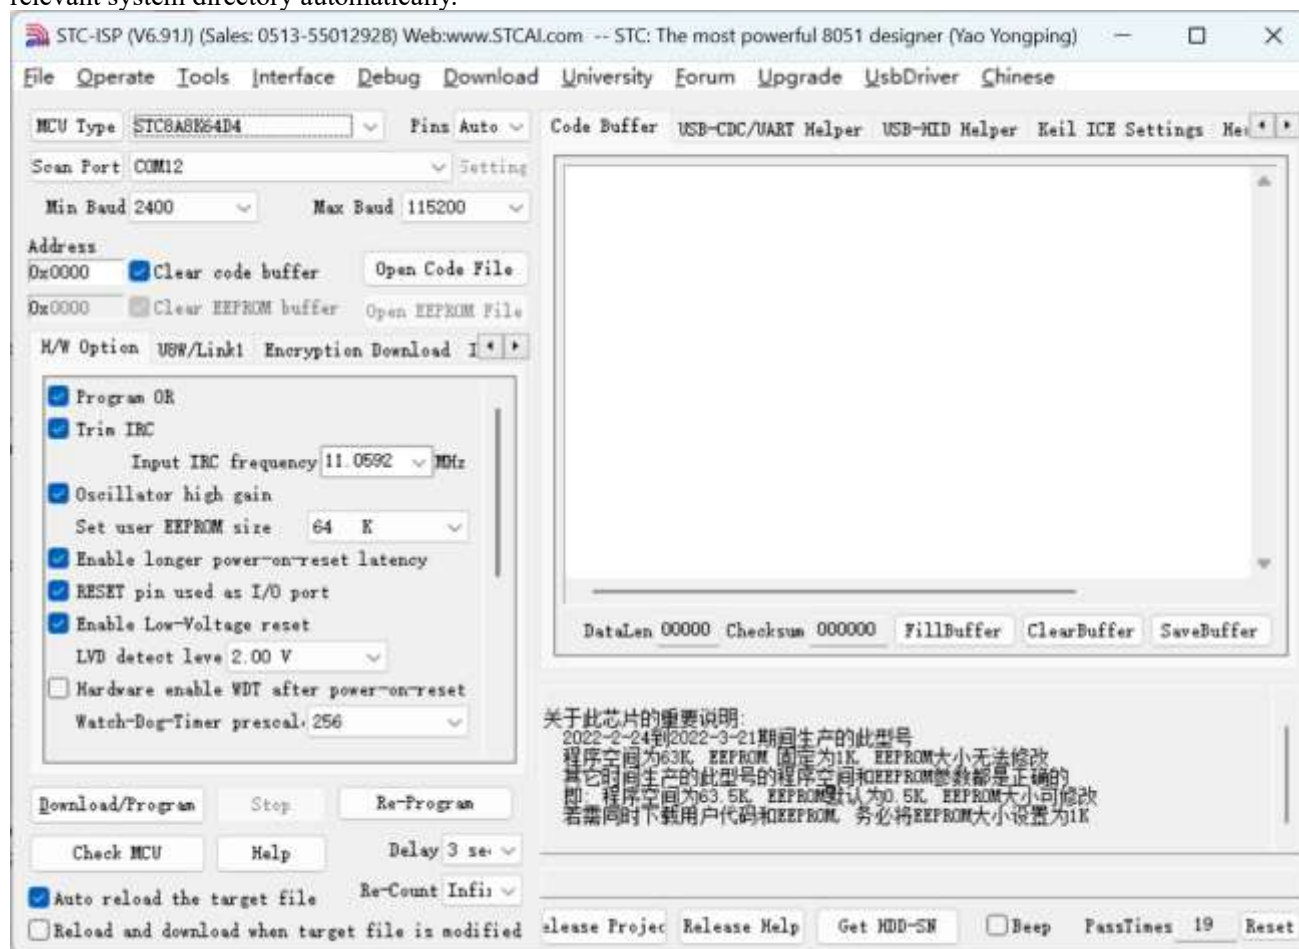 relevant system directory automatically.
STC-ISP (V6.91J) (Sales: 0513-55012928) Web:www.STCAI.com -- STC: The most powerful 8051 designer (Yao Yongping)
File Operate Tools Interface Debug Download University Forum Upgrade UsbDriver Chinese
MCU Type STC8A8K64D4 Pins Auto
Scan Port COM12 Setting
Min Baud 2400 Max Baud 115200
Address
0x0000 Clear code buffer Open Code File
0x0000 Clear EEPROM buffer Open EEPROM File
H/W Option U8W/Link1 Encryption Download I
Program OR
Trim IRC
Input IRC frequency 11.0592 MHz
Oscillator high gain
Set user EEPROM size 64 K
Enable longer power-on-reset latency
RESET pin used as I/O port
Enable Low-Voltage reset
LVD detect leve 2.00 V
Hardware enable WDT after power-on-reset
Watch-Dog-Timer prescal 256
Download/Program Stop Re-Program
Check MCU Help Delay 3 se
Auto reload the target file Re-Count Infi
Reload and download when target file is modified
Code Buffer USB-CDC/UART Helper USB-HID Helper Keil ICE Settings
DataLen 00000 Checksum 000000 FillBuffer ClearBuffer SaveBuffer
关于此芯片的重要说明:
2022-2-24到2022-3-21期间生产的此型号
程序空间为63K, EEPROM 固定为1K, EEPROM大小无法修改
其它时间生产的此型号的程序空间和EEPROM参数都是正确的
即: 程序空间为63.5K, EEPROM默认为0.5K, EEPROM大小可修改
若需同时下载用户代码和EEPROM, 务必将EEPROM大小设置为1K
elease Projec Release Help Get HDD-SN Beep PassTimes 19 Reset